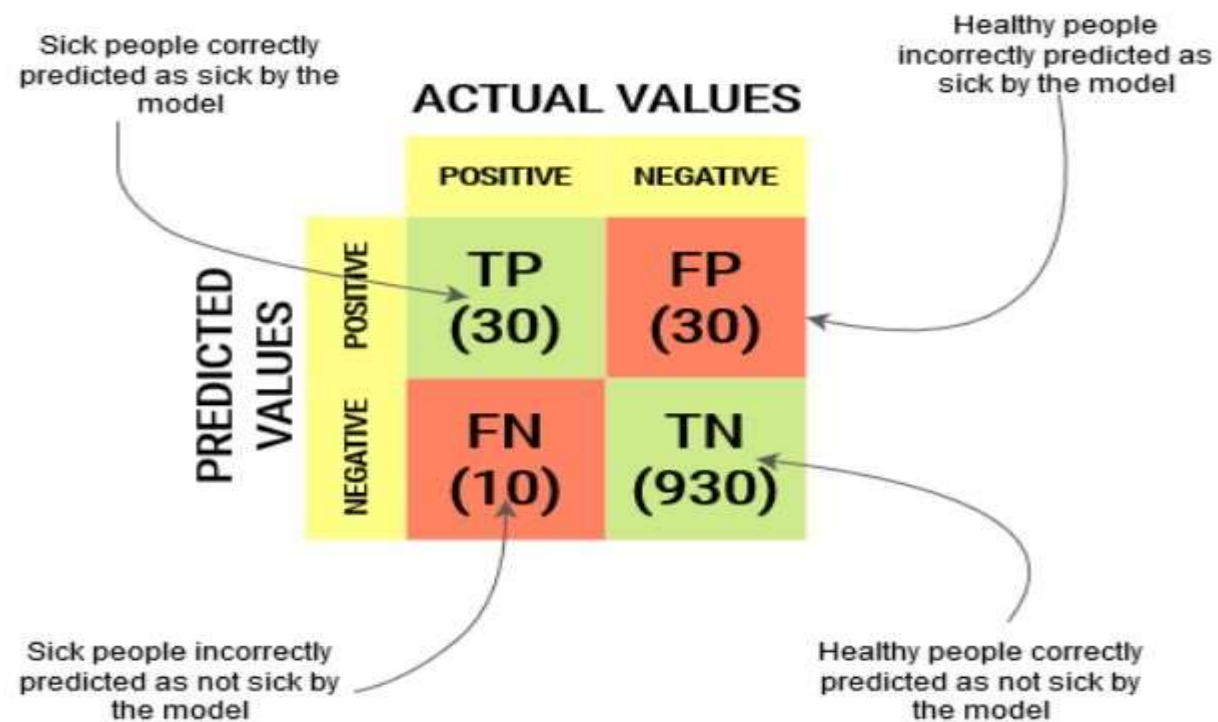 Sick people correctly
predicted as sick by the
model
Healthy people
incorrectly predicted as
sick by the model
ACTUAL VALUES
POSITIVE NEGATIVE
PREDICTED
VALUES
POSITIVE
TP
(30)
FP
(30)
NEGATIVE
FN
(10)
TN
(930)
Sick people incorrectly
predicted as not sick by
the model
Healthy people correctly
predicted as not sick by
the model